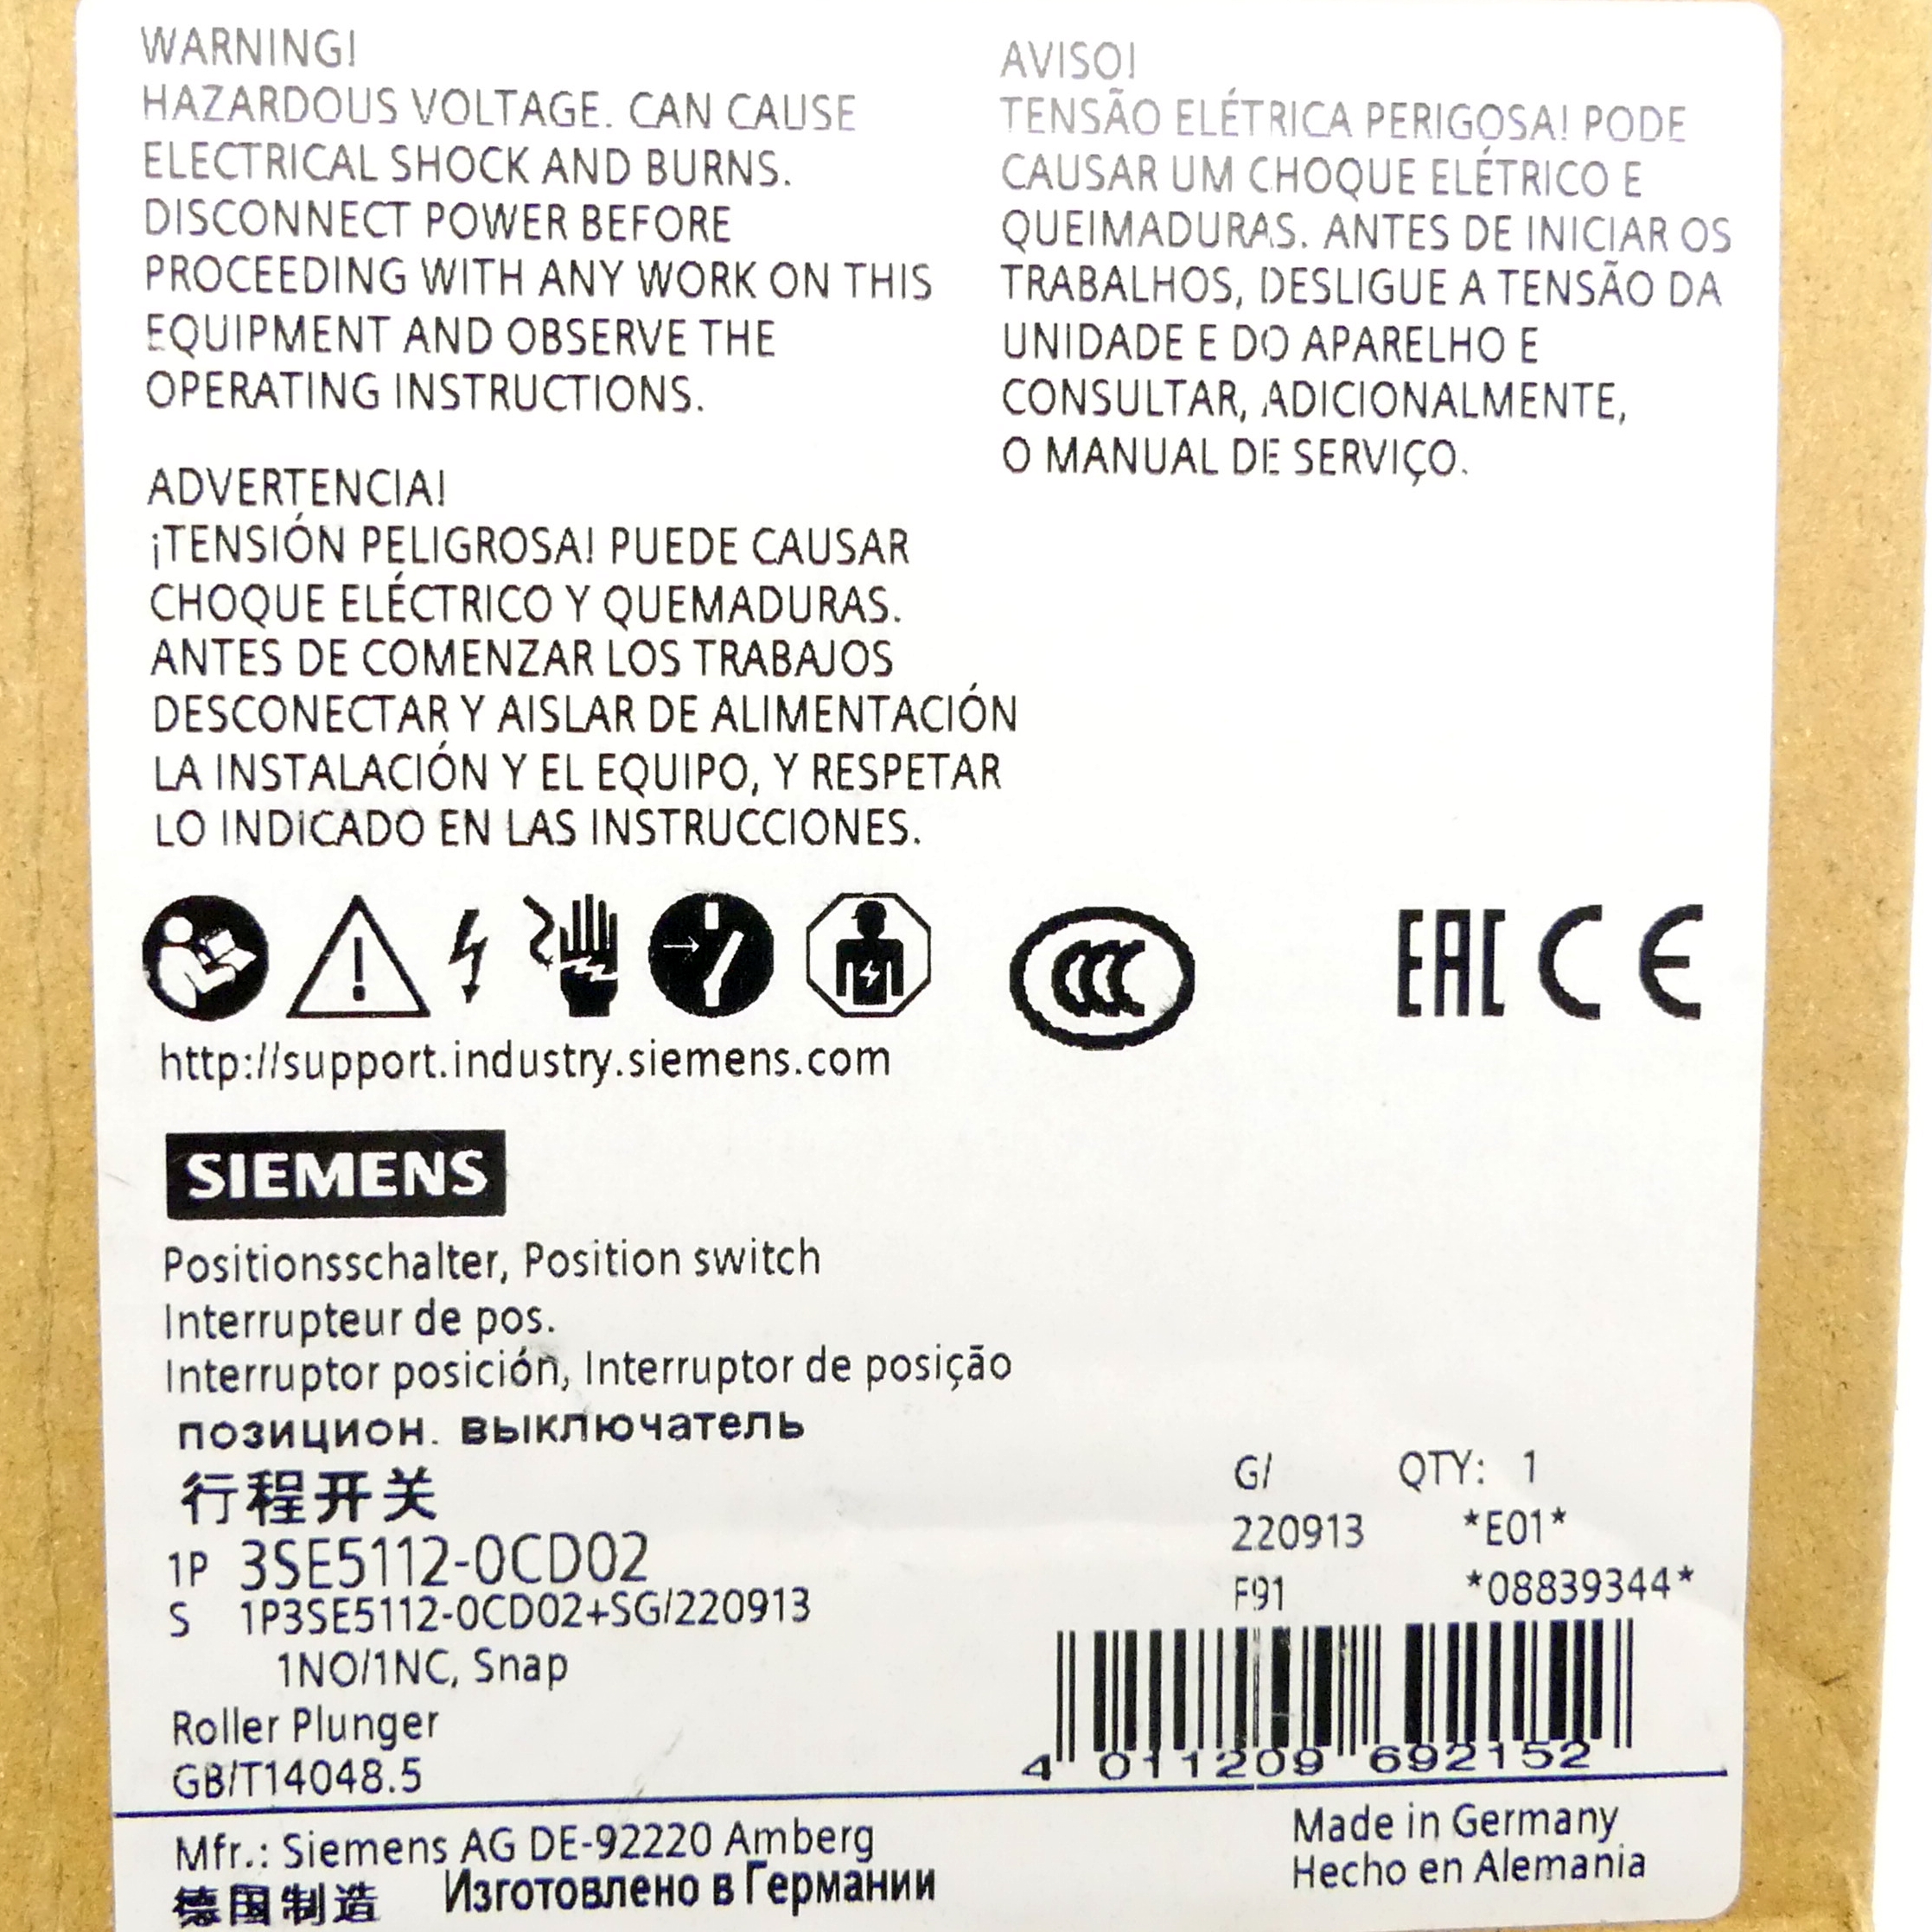 WARNING!
HAZARDOUS VOLTAGE. CAN CAUSE
ELECTRICAL SHOCK AND BURNS.
DISCONNECT POWER BEFORE
PROCEEDING WITH ANY WORK ON THIS
EQUIPMENT AND OBSERVE THE
OPERATING INSTRUCTIONS.
ADVERTENCIA!
¡TENSIÓN PELIGROSA! PUEDE CAUSAR
CHOQUE ELÉCTRICO Y QUEMADURAS.
ANTES DE COMENZAR LOS TRABAJOS
DESCONECTAR Y AISLAR DE ALIMENTACIÓN
LA INSTALACIÓN Y EL EQUIPO, Y RESPETAR
LO INDICADO EN LAS INSTRUCCIONES.
AVISO!
TENSÃO ELÉTRICA PERIGOSA! PODE
CAUSAR UM CHOQUE ELÉTRICO E
QUEIMADURAS. ANTES DE INICIAR OS
TRABALHOS, DESLIGUE A TENSÃO DA
UNIDADE E DO APARELHO E
CONSULTAR, ADICIONALMENTE,
O MANUAL DE SERVIÇO.
CCC
EAC CE
http://support.industry.siemens.com
SIEMENS
Positionsschalter, Position switch
Interrupteur de pos.
Interruptor posición, Interruptor de posição
позицион. выключатель
行程开关
1P 3SE5112-0CD02
S 1P3SE5112-0CD02+SG/220913
1NO/1NC, Snap
Roller Plunger
GB/T14048.5
G/ QTY: 1
220913 *E01*
F91 *08839344*
4 011209 692152
Mfr.: Siemens AG DE-92220 Amberg
德国制造 Изготовлено в Германии
Made in Germany
Hecho en Alemania